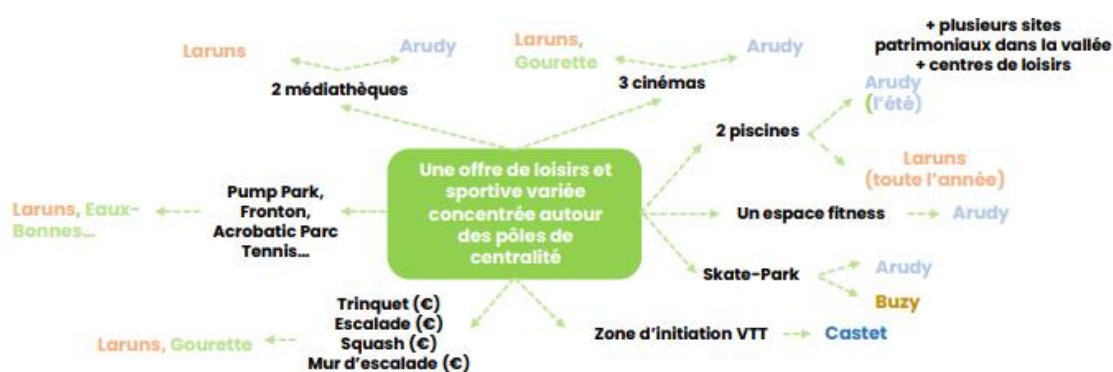 Laruns
Arudy
2 médiathèques
Laruns,
Gourette
Arudy
3 cinémas
+ plusieurs sites
patrimoniaux dans la vallée
+ centres de loisirs
2 piscines
Arudy
(l'été)
Laruns
(toute l'année)
Une offre de loisirs et
sportive variée
concentrée autour
des pôles de
centralité
Pump Park,
Fronton,
Acrobatic Parc
Tennis...
Laruns, Eaux-
Bonnes...
Un espace fitness
Arudy
Skate-Park
Arudy
Buzy
Trinquet (€)
Escalade (€)
Squash (€)
Mur d'escalade (€)
Laruns, Gourette
Zone d'initiation VTT
Castet